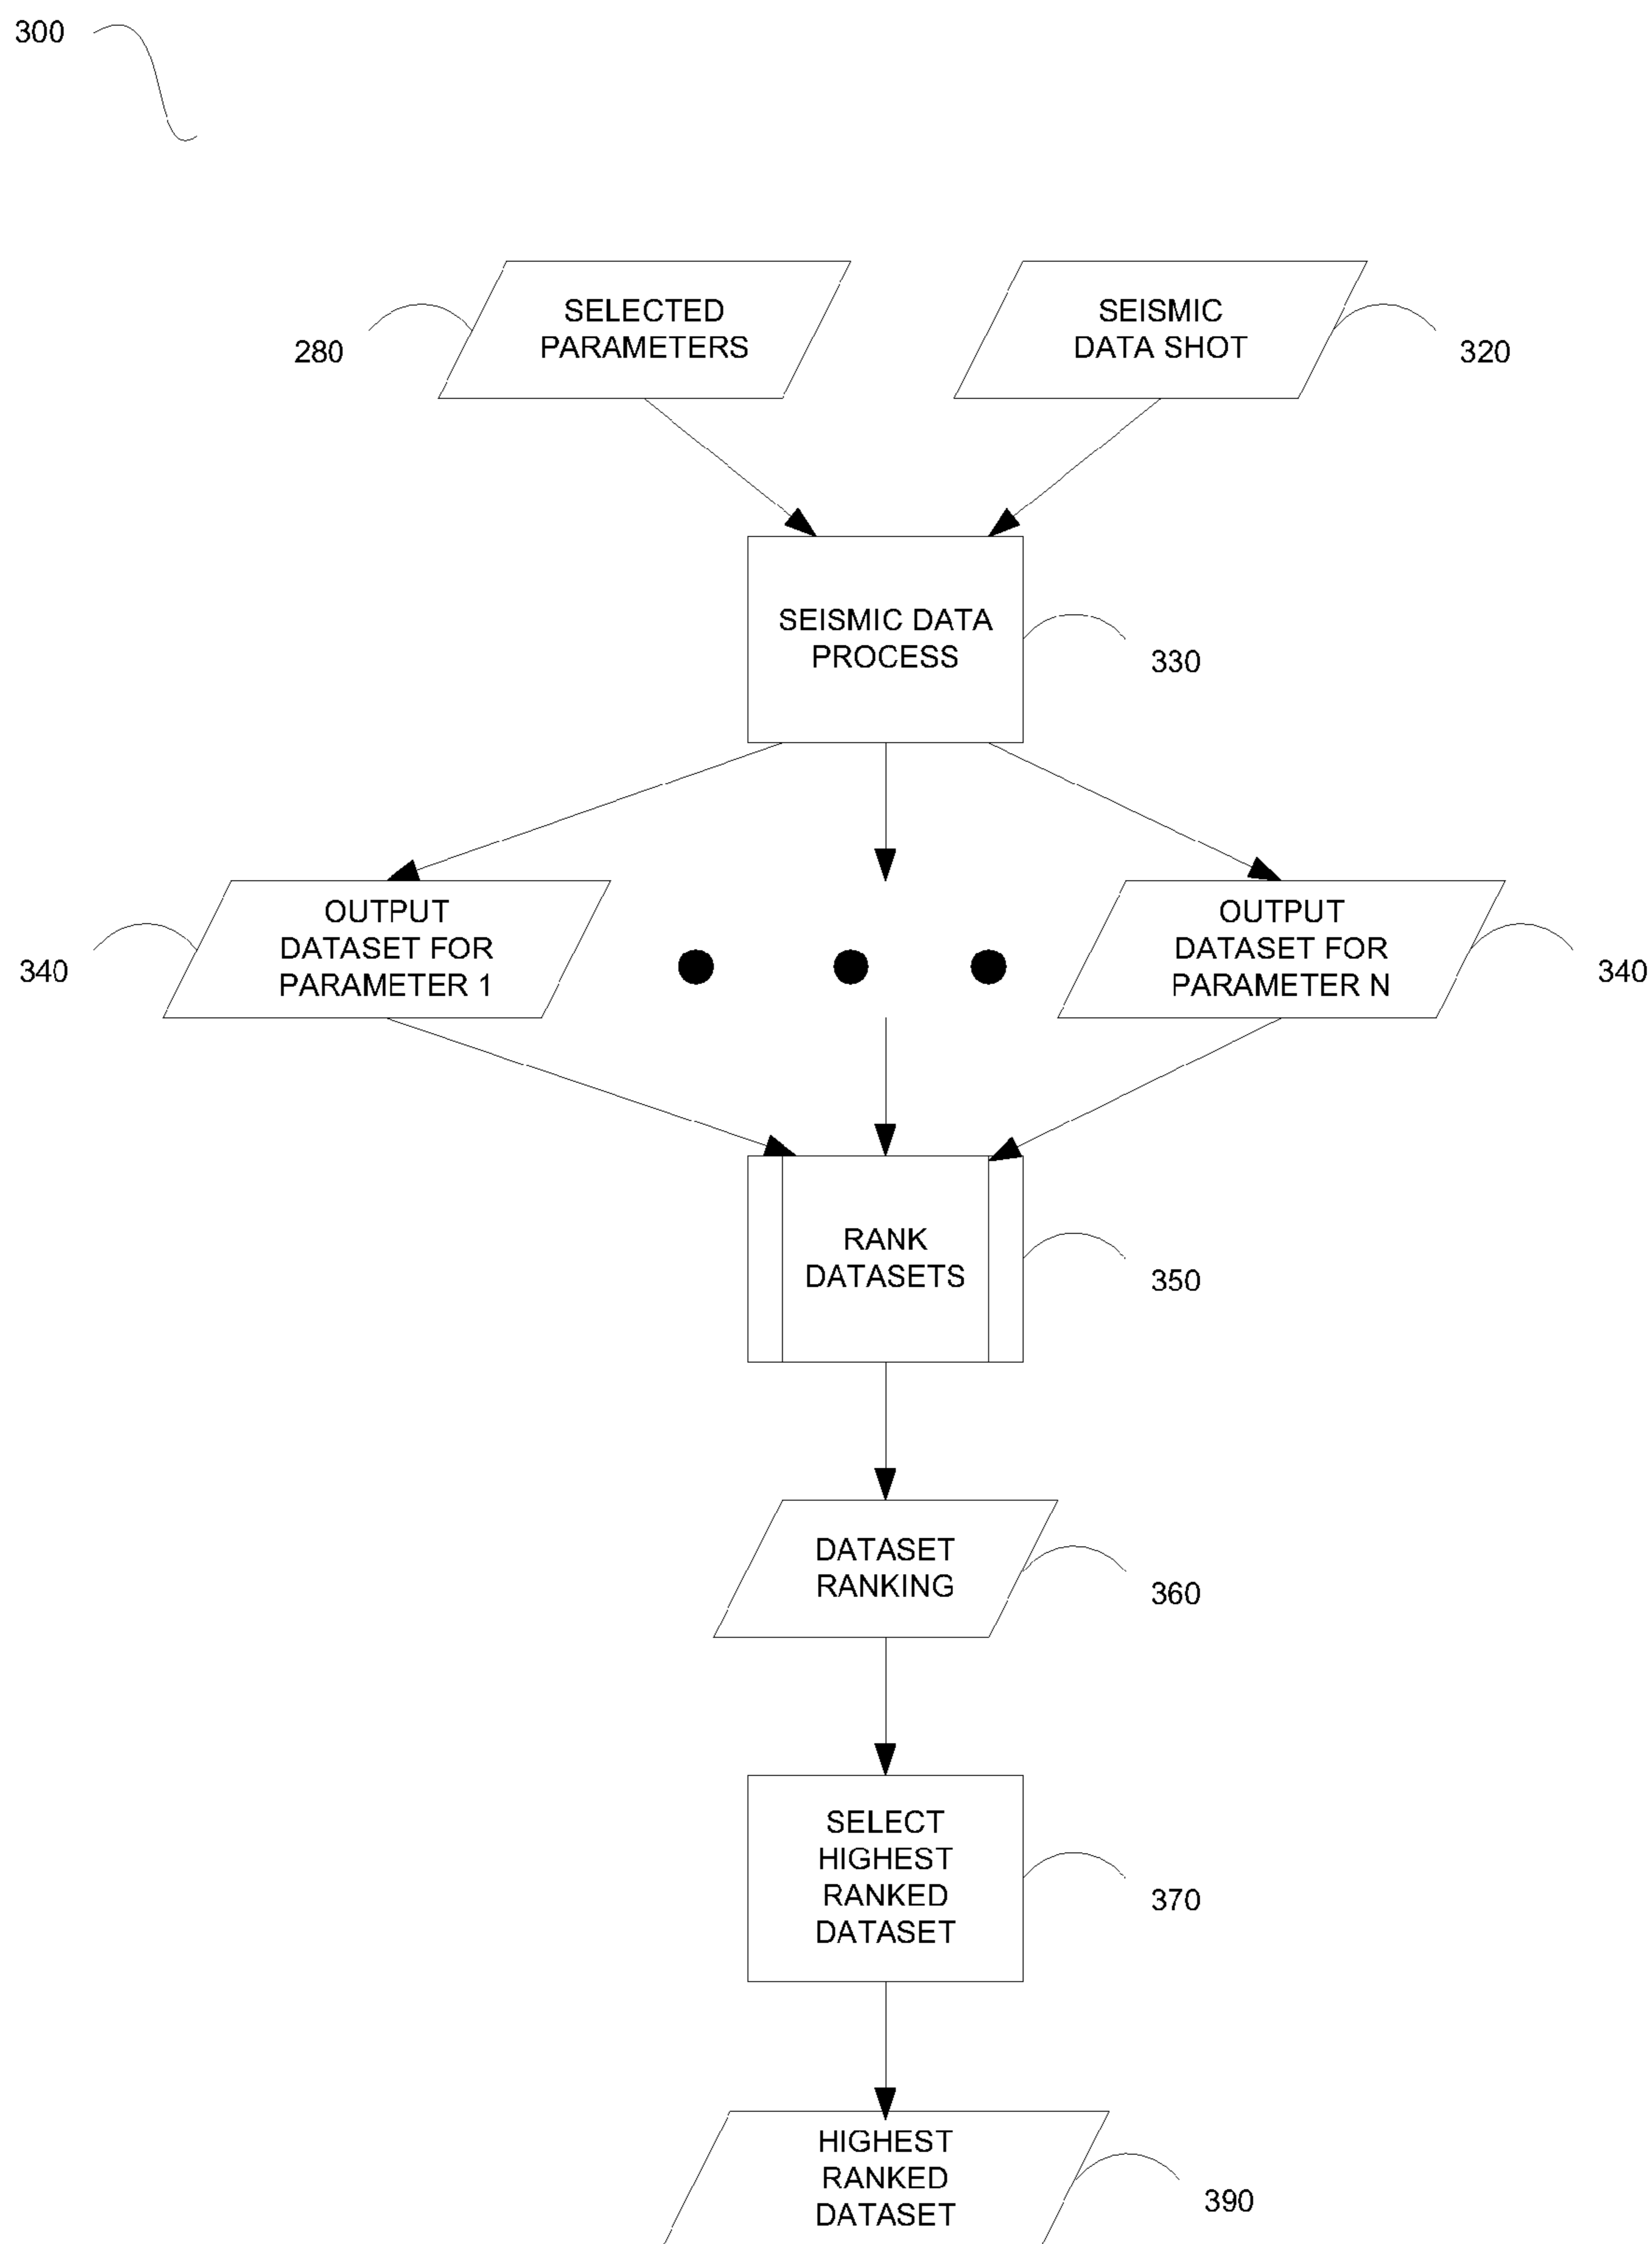 300
SELECTED
PARAMETERS
280
SEISMIC
DATA SHOT
320
SEISMIC DATA
PROCESS
330
OUTPUT
DATASET FOR
PARAMETER 1
340
OUTPUT
DATASET FOR
PARAMETER N
340
RANK
DATASETS
350
DATASET
RANKING
360
SELECT
HIGHEST
RANKED
DATASET
370
HIGHEST
RANKED
DATASET
390